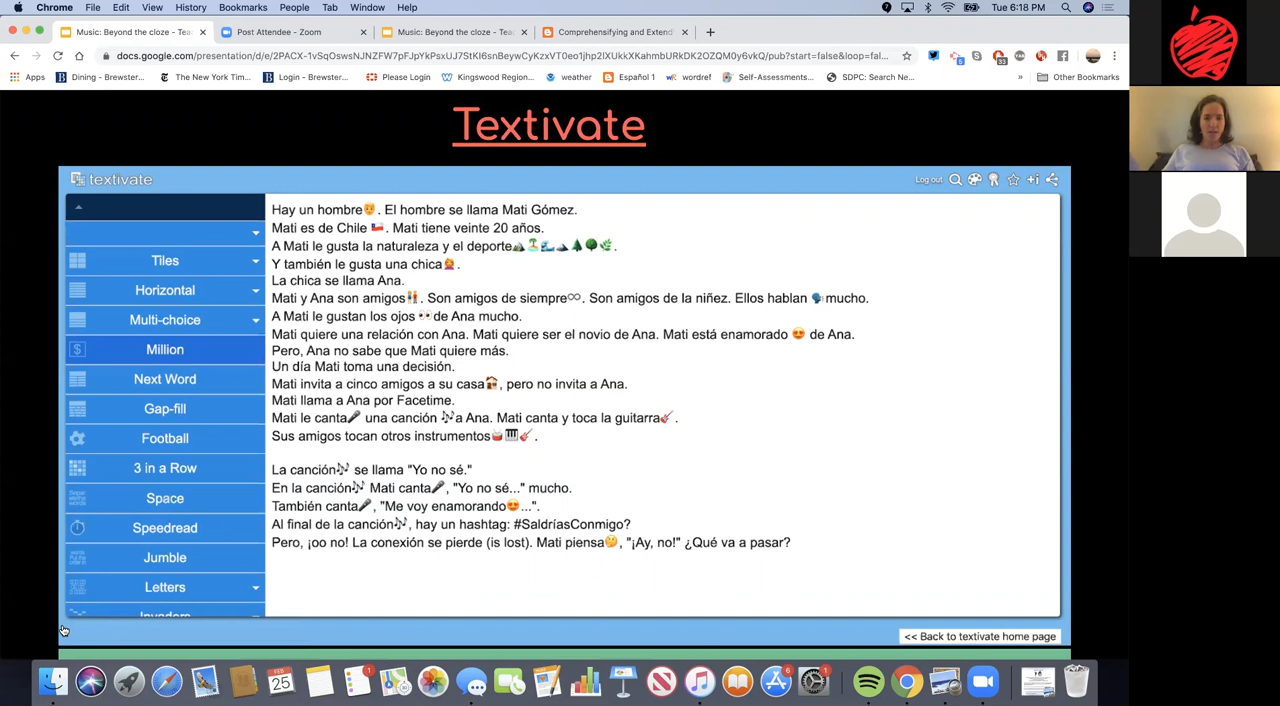 Chrome File Edit View History Bookmarks People Tab Window Help Tue 6:18 PM
Music: Beyond the cloze - Tea Post Attendee - Zoom Music: Beyond the cloze - Tea Comprehensifying and Extend
docs.google.com/presentation/d/e/2PACX-1vSqOswsNJNZFW7pFJpYkPsxUJ7StKI6snBeywCyKzxVT0eo1jhp2lXUkkXKahmbURkDK2OZQM0y6vkQ/pub?start=false&loop=fal...
Apps Dining - Brewster... The New York Tim... Login - Brewster... Please Login Kingswood Region... weather Español 1 wordref Self-Assessments... SDPC: Search Ne... » Other Bookmarks
Textivate
textivate Log out
Tiles
Horizontal
Multi-choice
Million
Next Word
Gap-fill
Football
3 in a Row
Space
Speedread
Jumble
Letters
Invaders
Hay un hombre👨. El hombre se llama Mati Gómez.
Mati es de Chile 🇨🇱. Mati tiene veinte 20 años.
A Mati le gusta la naturaleza y el deporte⛰🏝🌊🏔🌲🌳🌿.
Y también le gusta una chica👩‍🦰.
La chica se llama Ana.
Mati y Ana son amigos👫. Son amigos de siempre♾. Son amigos de la niñez. Ellos hablan 🗣mucho.
A Mati le gustan los ojos 👀de Ana mucho.
Mati quiere una relación con Ana. Mati quiere ser el novio de Ana. Mati está enamorado 😍 de Ana.
Pero, Ana no sabe que Mati quiere más.
Un día Mati toma una decisión.
Mati invita a cinco amigos a su casa🏠, pero no invita a Ana.
Mati llama a Ana por Facetime.
Mati le canta🎤 una canción 🎶a Ana. Mati canta y toca la guitarra🎸.
Sus amigos tocan otros instrumentos🥁🎹🎸.
La canción🎶 se llama "Yo no sé."
En la canción🎶 Mati canta🎤, "Yo no sé..." mucho.
También canta🎤, "Me voy enamorando😍...".
Al final de la canción🎶, hay un hashtag: #SaldríasConmigo?
Pero, ¡oo no! La conexión se pierde (is lost). Mati piensa🤔, "¡Ay, no!" ¿Qué va a pasar?
<< Back to textivate home page